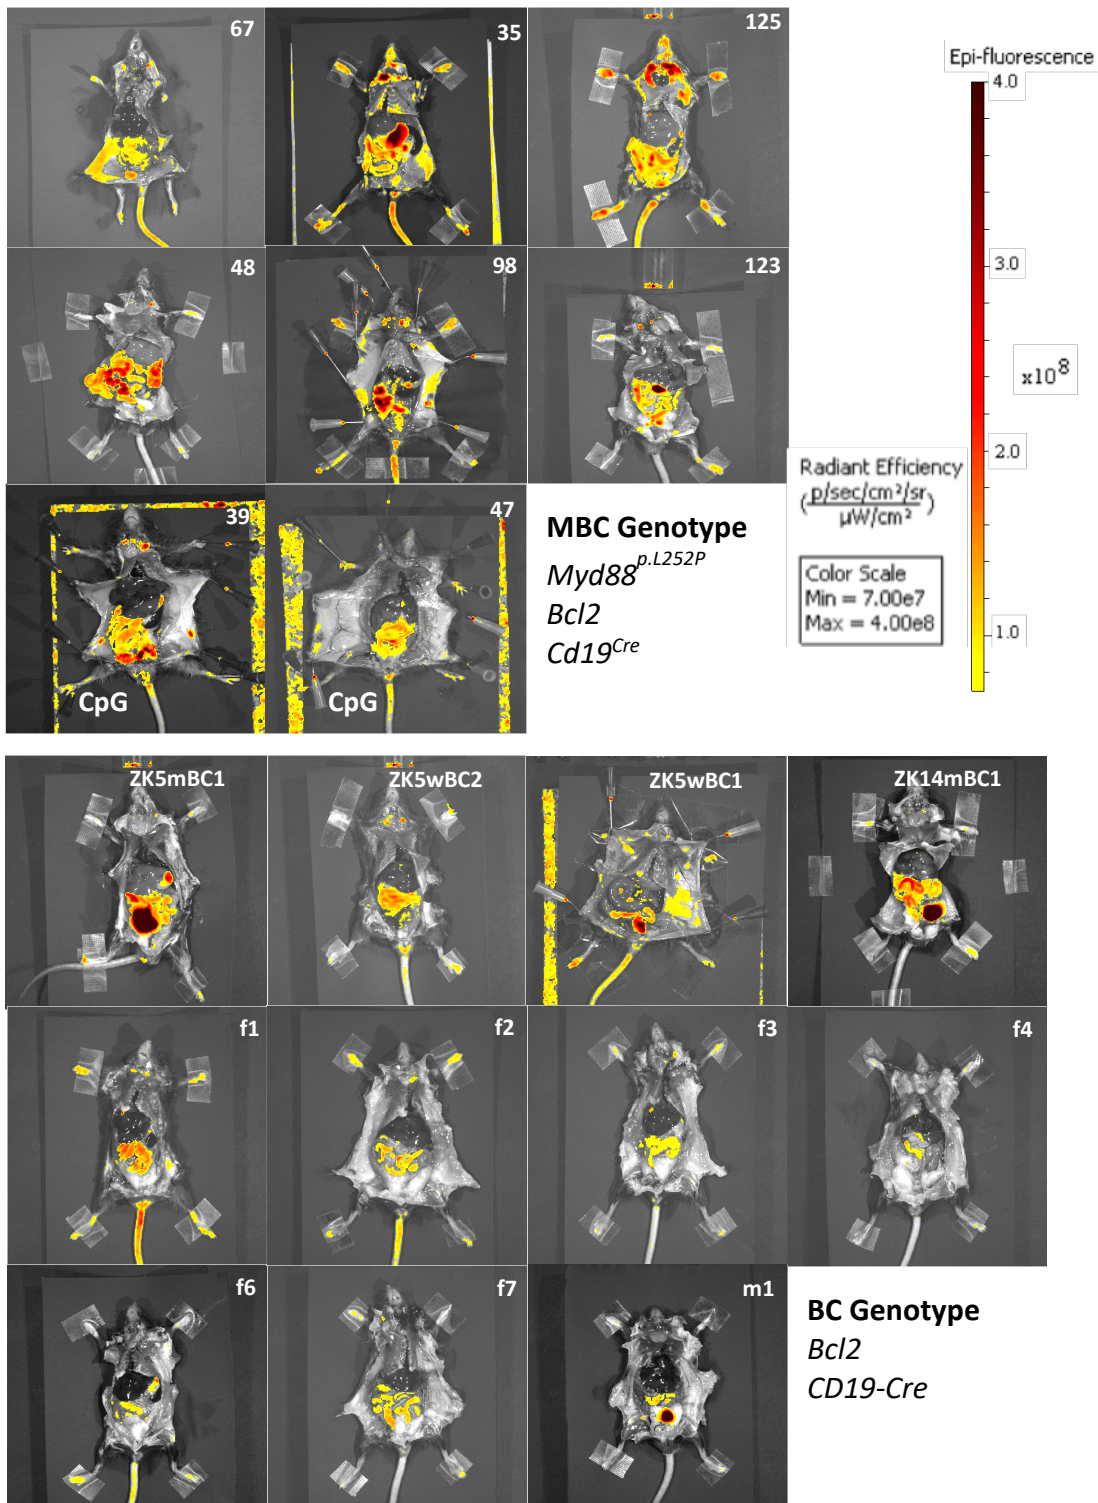 67
35
125
Epi-fluorescence
4.0
3.0
x10^8
2.0
1.0
48
98
123
Radiant Efficiency
(p/sec/cm²/sr
µW/cm²)
Color Scale
Min = 7.00e7
Max = 4.00e8
39
CpG
47
CpG
MBC Genotype
Myd88^p.L252P
Bcl2
Cd19^Cre
ZK5mBC1
ZK5wBC2
ZK5wBC1
ZK14mBC1
f1
f2
f3
f4
f6
f7
m1
BC Genotype
Bcl2
CD19-Cre